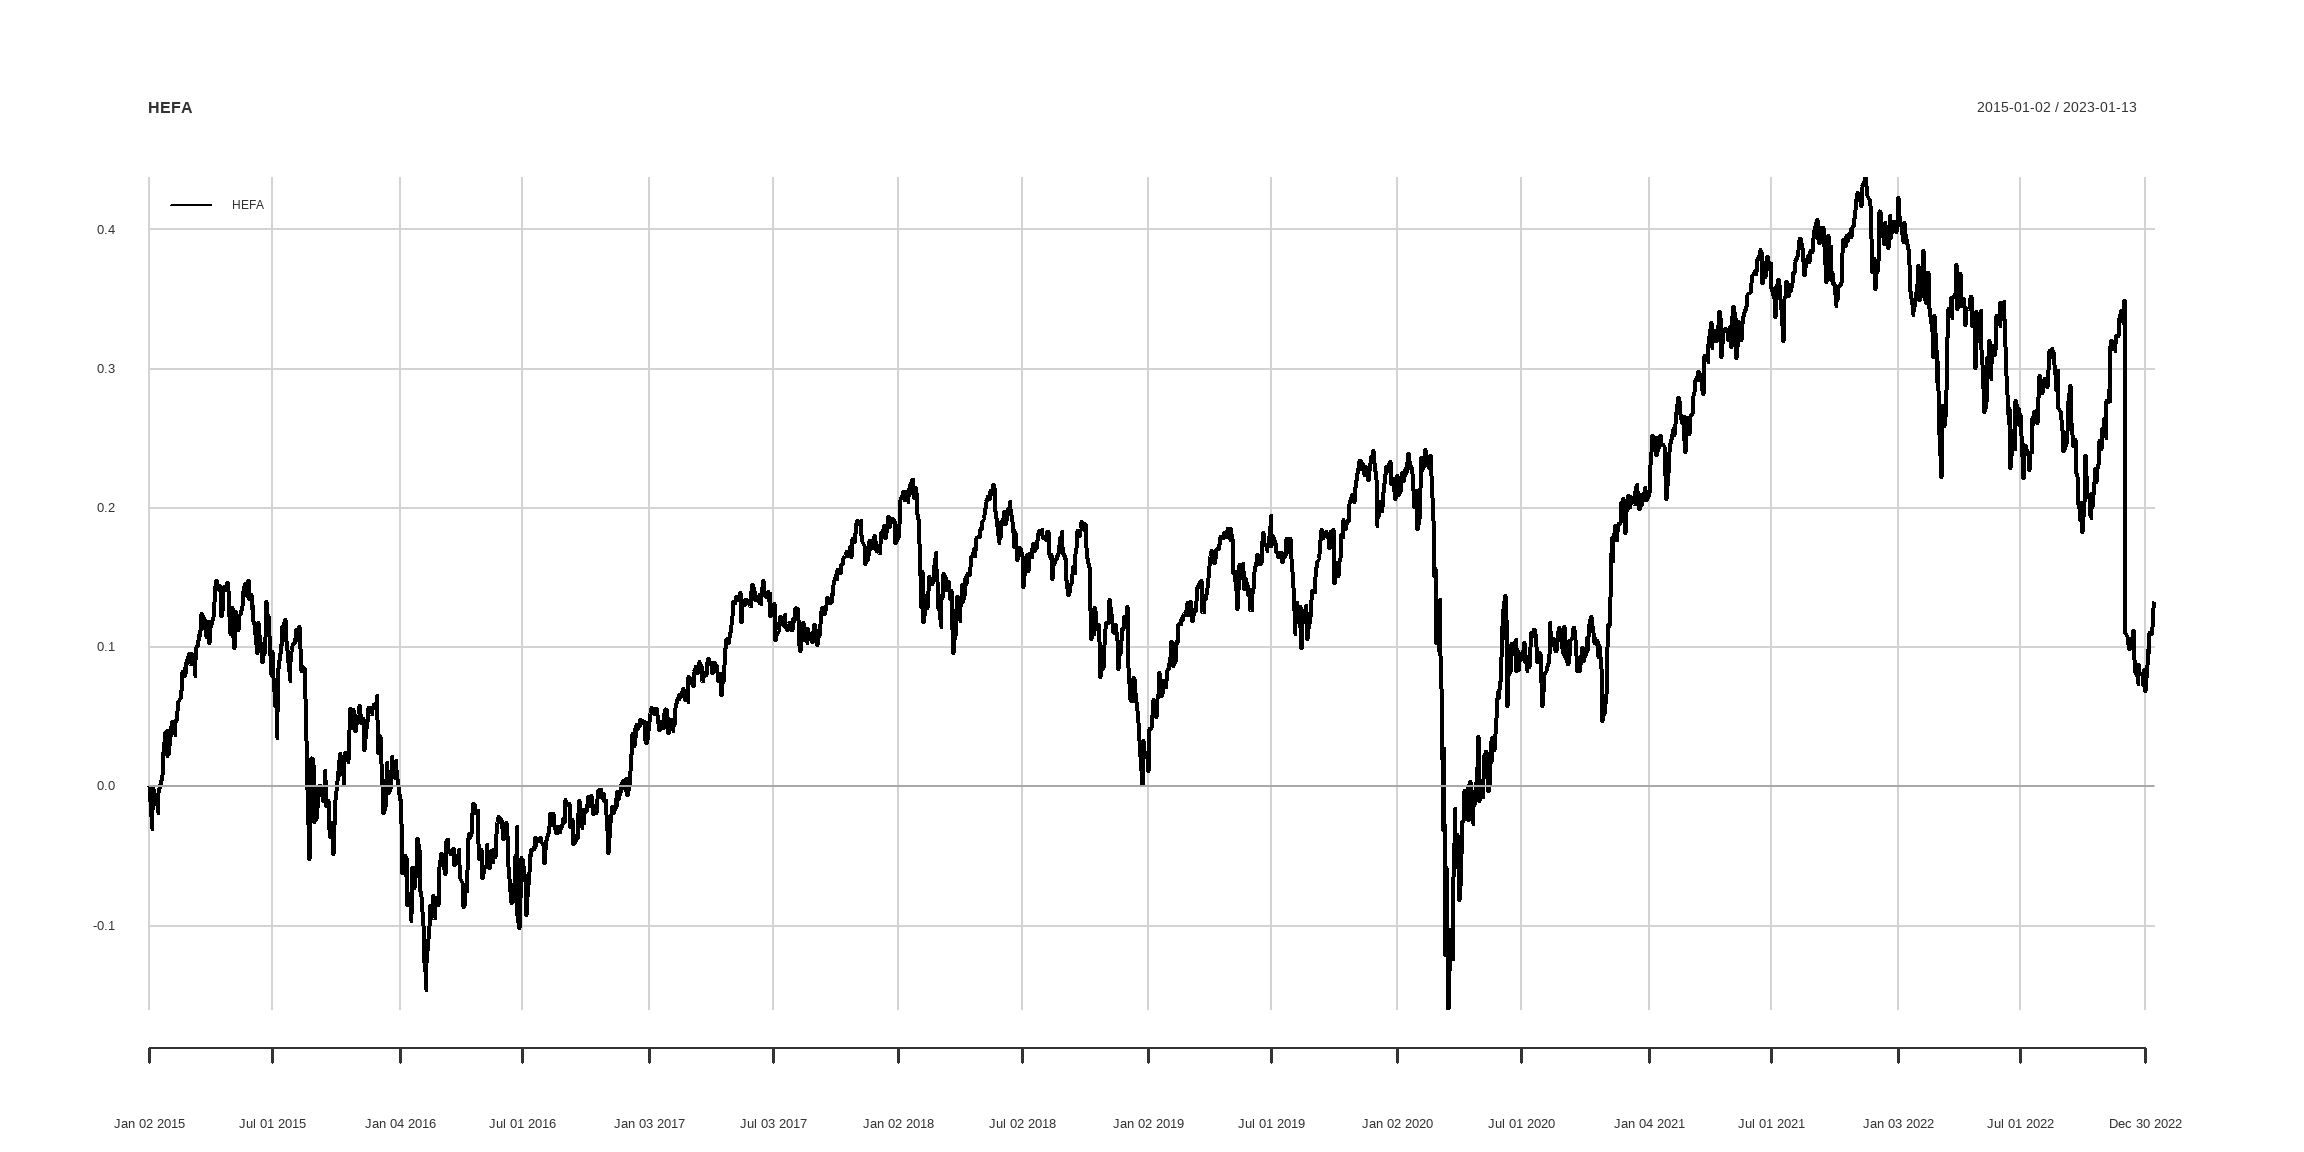 HEFA
2015-01-02 / 2023-01-13
HEFA
0.4
0.3
0.2
0.1
0.0
-0.1
Jan 02 2015
Jul 01 2015
Jan 04 2016
Jul 01 2016
Jan 03 2017
Jul 03 2017
Jan 02 2018
Jul 02 2018
Jan 02 2019
Jul 01 2019
Jan 02 2020
Jul 01 2020
Jan 04 2021
Jul 01 2021
Jan 03 2022
Jul 01 2022
Dec 30 2022